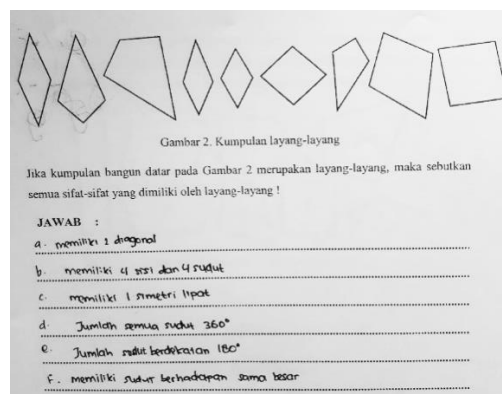 Gambar 2. Kumpulan layang-layang
Jika kumpulan bangun datar pada Gambar 2 merupakan layang-layang, maka sebutkan
semua sifat-sifat yang dimiliki oleh layang-layang !
JAWAB :
a. memiliki 1 diagonal
b. memiliki 4 sisi dan 4 sudut
c. memiliki 1 simetri lipat
d. Jumlah semua sudut 360°
e. Jumlah sudut berdekatan 180°
f. memiliki sudut berhadapan sama besar